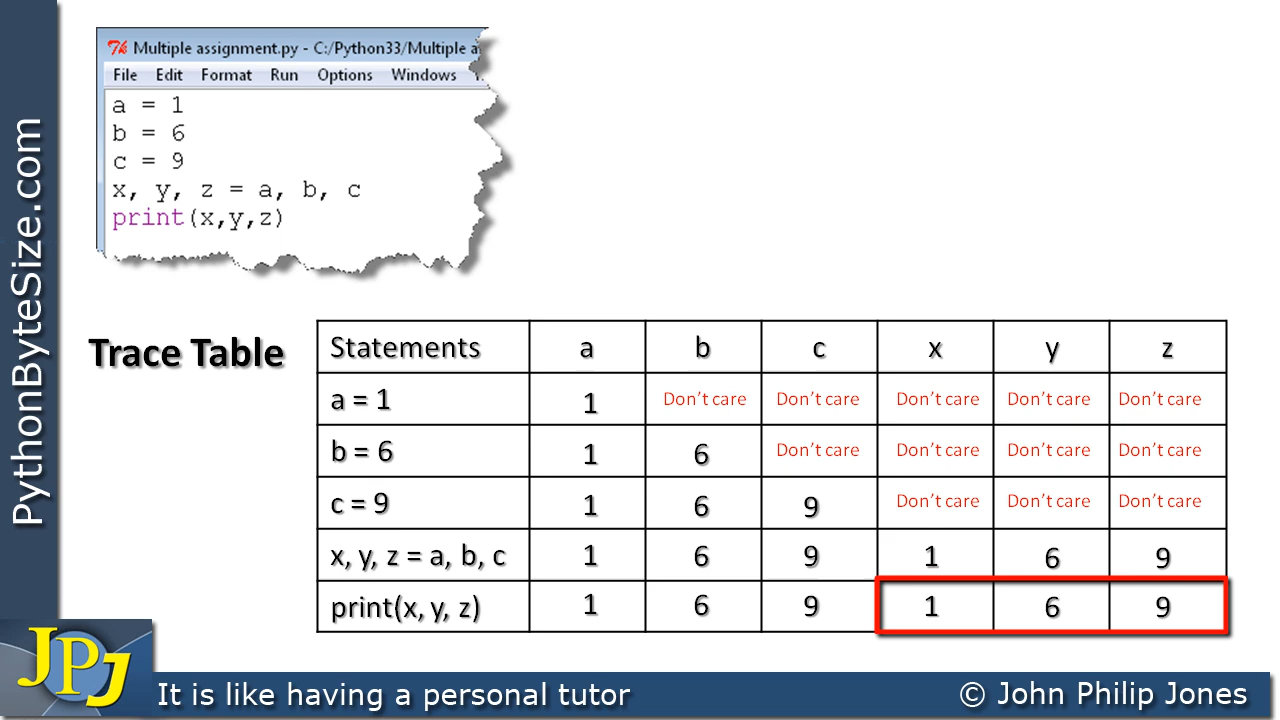 PythonByteSize.com
Multiple assignment.py - C:/Python33/Multiple a
File Edit Format Run Options Windows
a = 1
b = 6
c = 9
x, y, z = a, b, c
print(x,y,z)
Trace Table
Statements a b c x y z
a = 1 1 Don't care Don't care Don't care Don't care Don't care
b = 6 1 6 Don't care Don't care Don't care Don't care
c = 9 1 6 9 Don't care Don't care Don't care
x, y, z = a, b, c 1 6 9 1 6 9
print(x, y, z) 1 6 9 1 6 9
JPJ
It is like having a personal tutor
© John Philip Jones